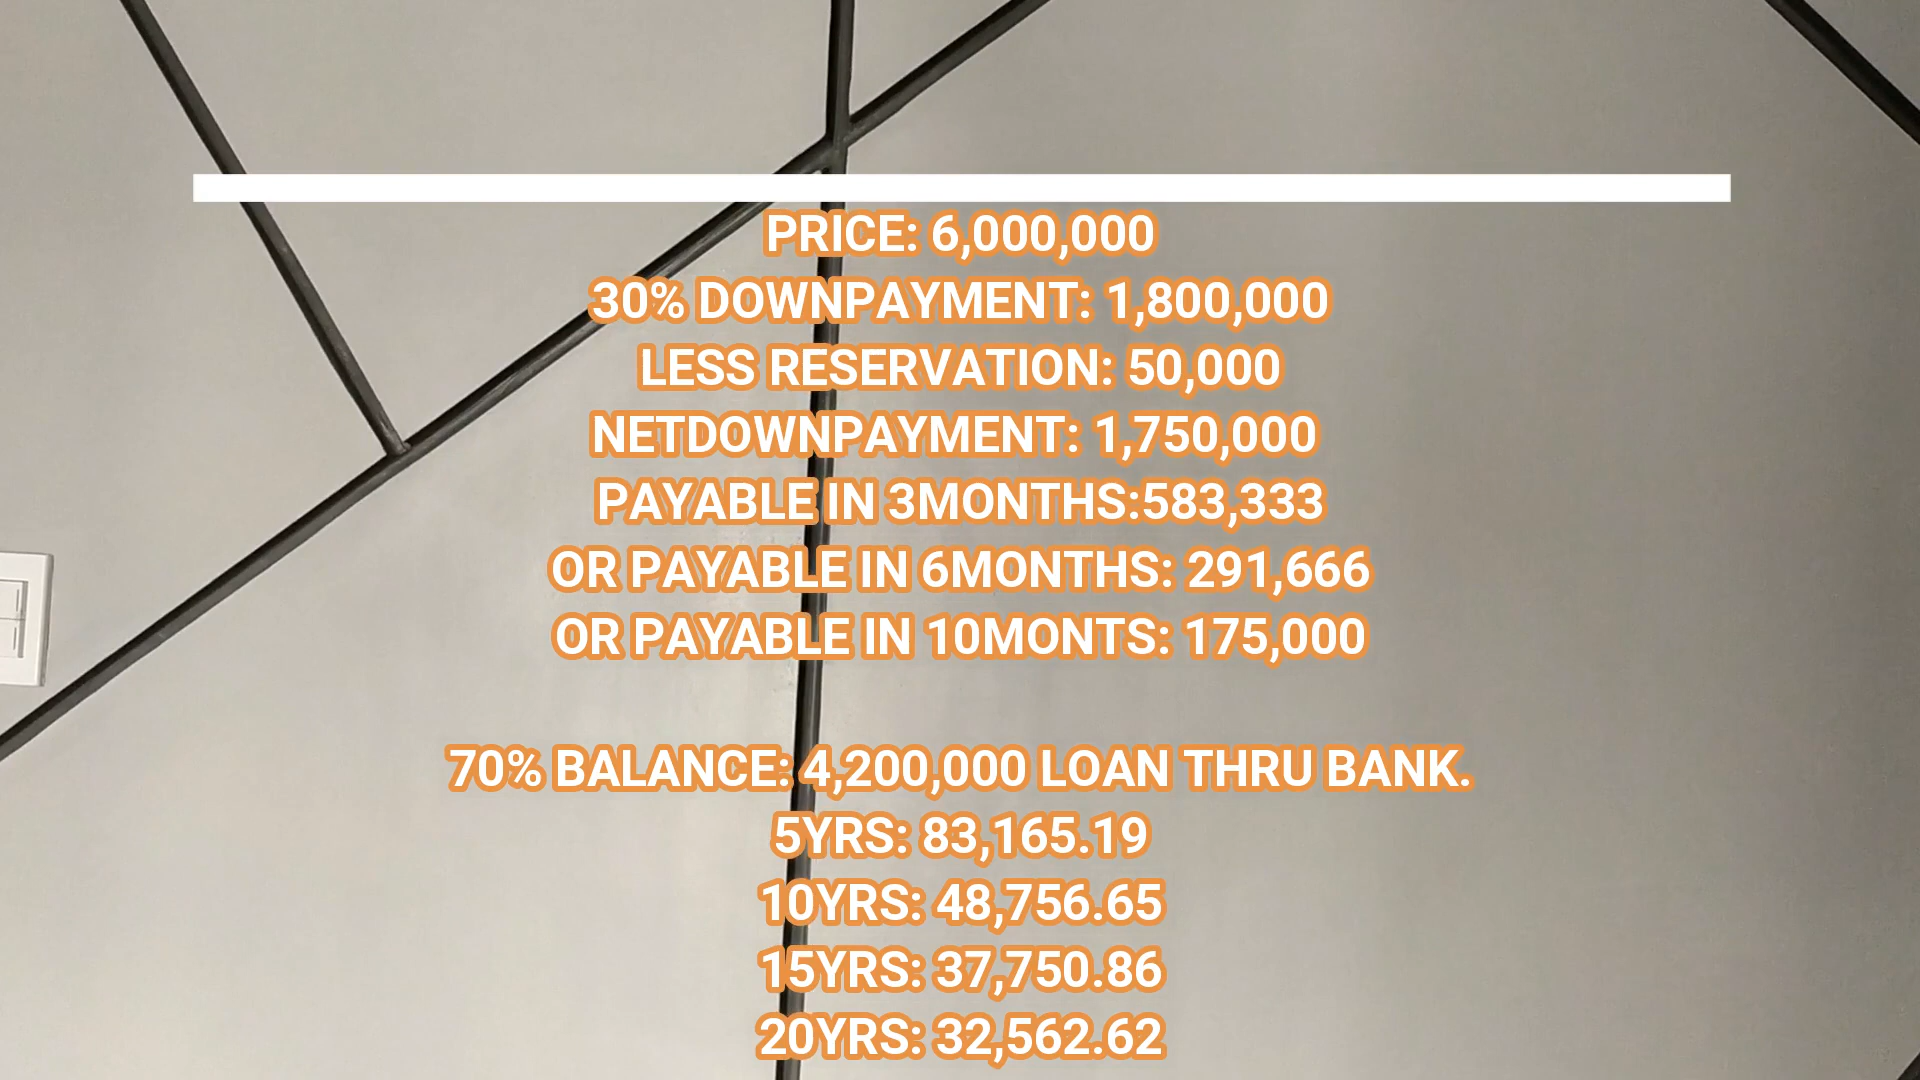 PRICE: 6,000,000
30% DOWNPAYMENT: 1,800,000
LESS RESERVATION: 50,000
NETDOWNPAYMENT: 1,750,000
PAYABLE IN 3MONTHS:583,333
OR PAYABLE IN 6MONTHS: 291,666
OR PAYABLE IN 10MONTS: 175,000
70% BALANCE: 4,200,000 LOAN THRU BANK.
5YRS: 83,165.19
10YRS: 48,756.65
15YRS: 37,750.86
20YRS: 32,562.62